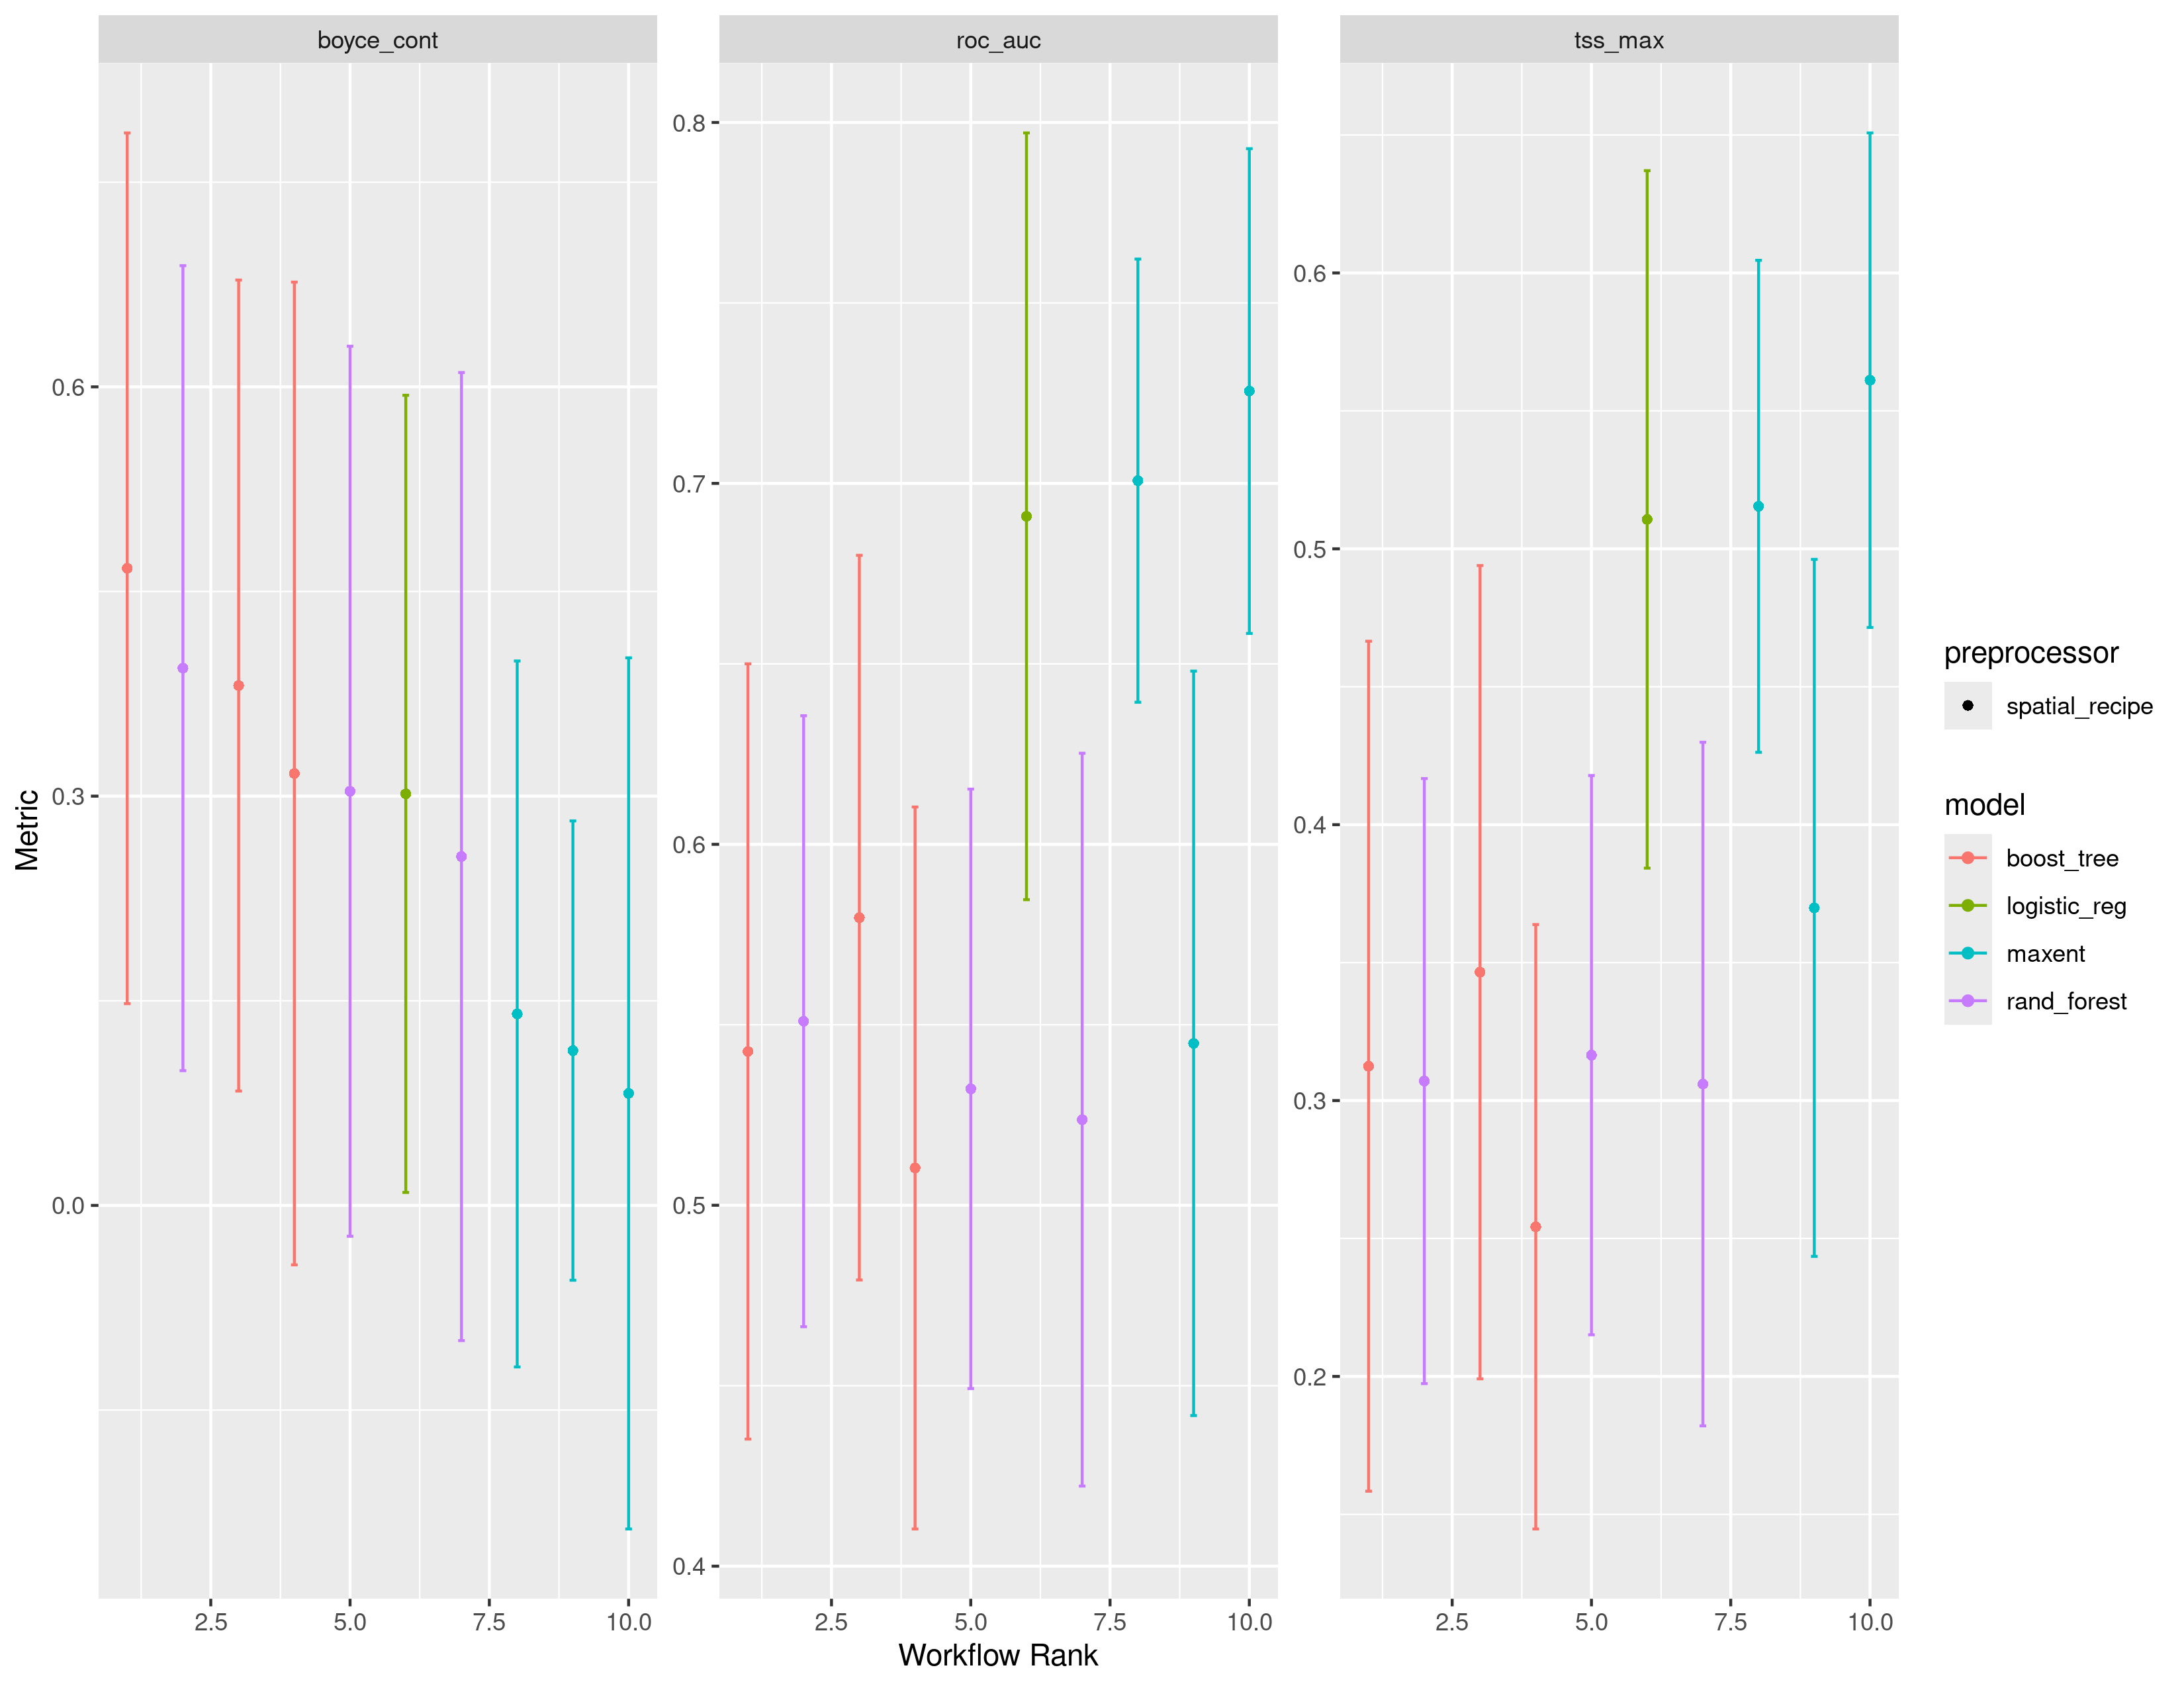 boyce_cont
roc_auc
tss_max
Metric
0.6
0.3
0.0
0.8
0.7
0.6
0.5
0.4
0.6
0.5
0.4
0.3
0.2
2.5 5.0 7.5 10.0
2.5 5.0 7.5 10.0
2.5 5.0 7.5 10.0
Workflow Rank
preprocessor
spatial_recipe
model
boost_tree
logistic_reg
maxent
rand_forest